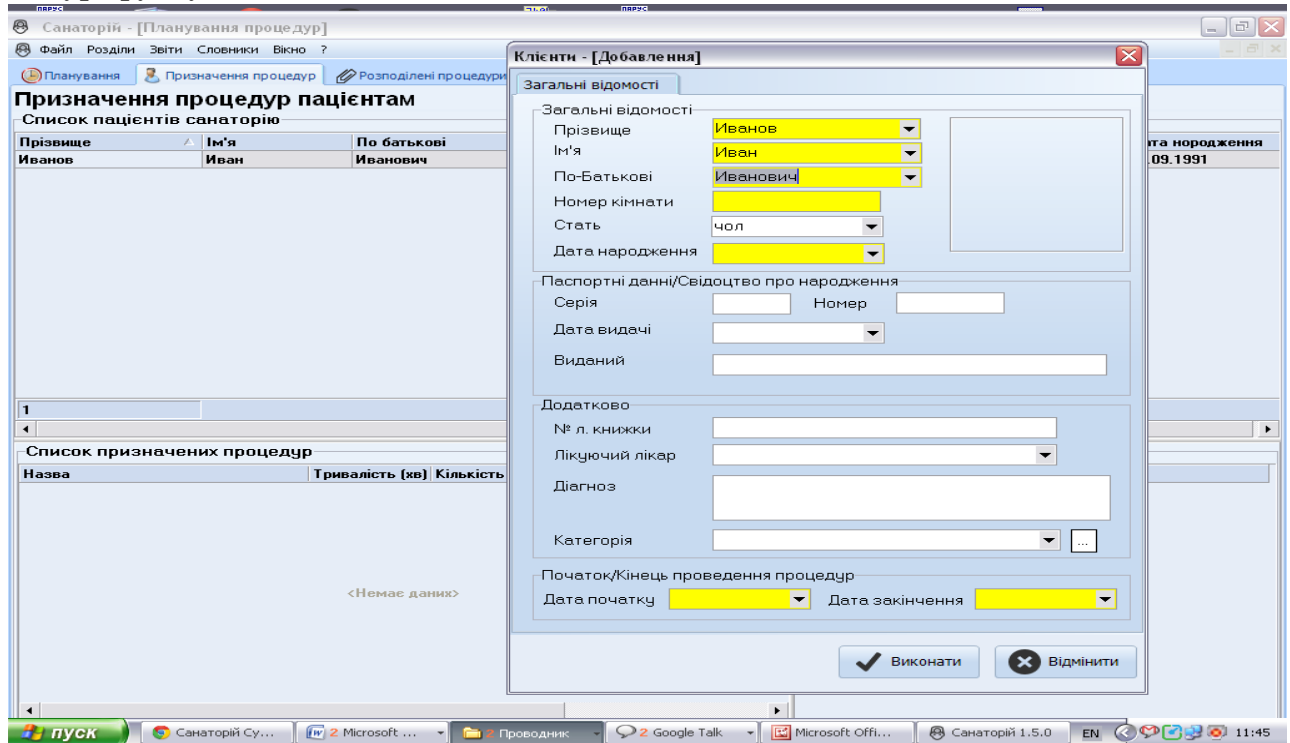 Санаторій - [Планування процедур]
Файл Розділи Звіти Словники Вікно ?
Планування Призначення процедур Розподілені процедури
Призначення процедур пацієнтам
Список пацієнтів санаторію
Прізвище Ім'я По батькові та нородження
Иванов Иван Иванович .09.1991
1
Список призначених процедур
Назва Тривалість (хв) Кількість
<Немає даних>
Клієнти - [Добавлення]
Загальні відомості
Загальні відомості
Прізвище Иванов
Ім'я Иван
По-Батькові Иванович
Номер кімнати
Стать чол
Дата народження
Паспортні данні/Свідоцтво про народження
Серія Номер
Дата видачі
Виданий
Додатково
№ л. книжки
Лікуючий лікар
Діагноз
Категорія ...
Початок/Кінець проведення процедур
Дата початку Дата закінчення
Виконати Відмінити
пуск Санаторій Су... 2 Microsoft ... 2 Проводник 2 Google Talk Microsoft Offi... Санаторій 1.5.0 EN 11:45